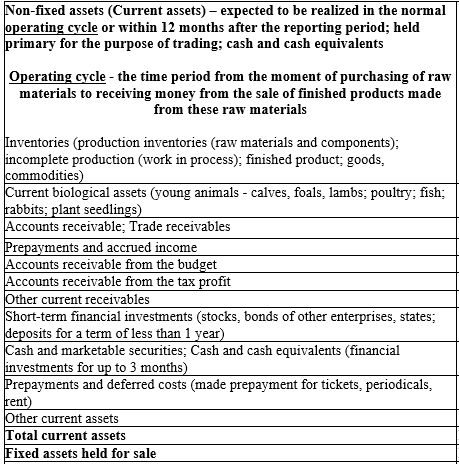 Non-fixed assets (Current assets) – expected to be realized in the normal
operating cycle or within 12 months after the reporting period; held
primary for the purpose of trading; cash and cash equivalents
Operating cycle - the time period from the moment of purchasing of raw
materials to receiving money from the sale of finished products made
from these raw materials
Inventories (production inventories (raw materials and components);
incomplete production (work in process); finished product; goods,
commodities)
Current biological assets (young animals - calves, foals, lambs; poultry; fish;
rabbits; plant seedlings)
Accounts receivable; Trade receivables
Prepayments and accrued income
Accounts receivable from the budget
Accounts receivable from the tax profit
Other current receivables
Short-term financial investments (stocks, bonds of other enterprises, states;
deposits for a term of less than 1 year)
Cash and marketable securities; Cash and cash equivalents (financial
investments for up to 3 months)
Prepayments and deferred costs (made prepayment for tickets, periodicals,
rent)
Other current assets
Total current assets
Fixed assets held for sale